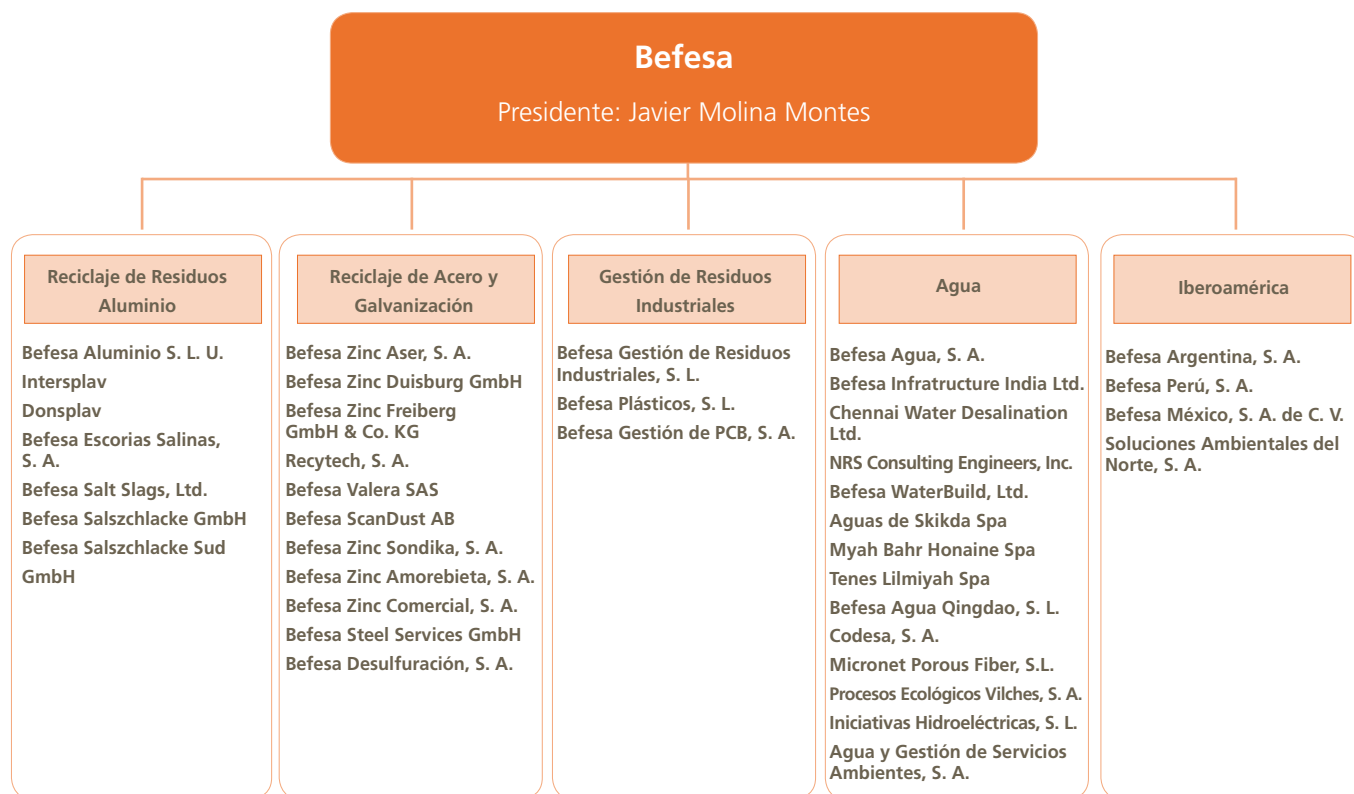 Befesa
Presidente: Javier Molina Montes
Reciclaje de Residuos
Aluminio
Befesa Aluminio S. L. U.
Intersplav
Donsplav
Befesa Escorias Salinas,
S. A.
Befesa Salt Slags, Ltd.
Befesa Salszchlacke GmbH
Befesa Salszchlacke Sud
GmbH
Reciclaje de Acero y
Galvanización
Befesa Zinc Aser, S. A.
Befesa Zinc Duisburg GmbH
Befesa Zinc Freiberg
GmbH & Co. KG
Recytech, S. A.
Befesa Valera SAS
Befesa ScanDust AB
Befesa Zinc Sondika, S. A.
Befesa Zinc Amorebieta, S. A.
Befesa Zinc Comercial, S. A.
Befesa Steel Services GmbH
Befesa Desulfuración, S. A.
Gestión de Residuos
Industriales
Befesa Gestión de Residuos
Industriales, S. L.
Befesa Plásticos, S. L.
Befesa Gestión de PCB, S. A.
Agua
Befesa Agua, S. A.
Befesa Infratructure India Ltd.
Chennai Water Desalination
Ltd.
NRS Consulting Engineers, Inc.
Befesa WaterBuild, Ltd.
Aguas de Skikda Spa
Myah Bahr Honaine Spa
Tenes Lilmiyah Spa
Befesa Agua Qingdao, S. L.
Codesa, S. A.
Micronet Porous Fiber, S.L.
Procesos Ecológicos Vilches, S. A.
Iniciativas Hidroeléctricas, S. L.
Agua y Gestión de Servicios
Ambientes, S. A.
Iberoamérica
Befesa Argentina, S. A.
Befesa Perú, S. A.
Befesa México, S. A. de C. V.
Soluciones Ambientales del
Norte, S. A.